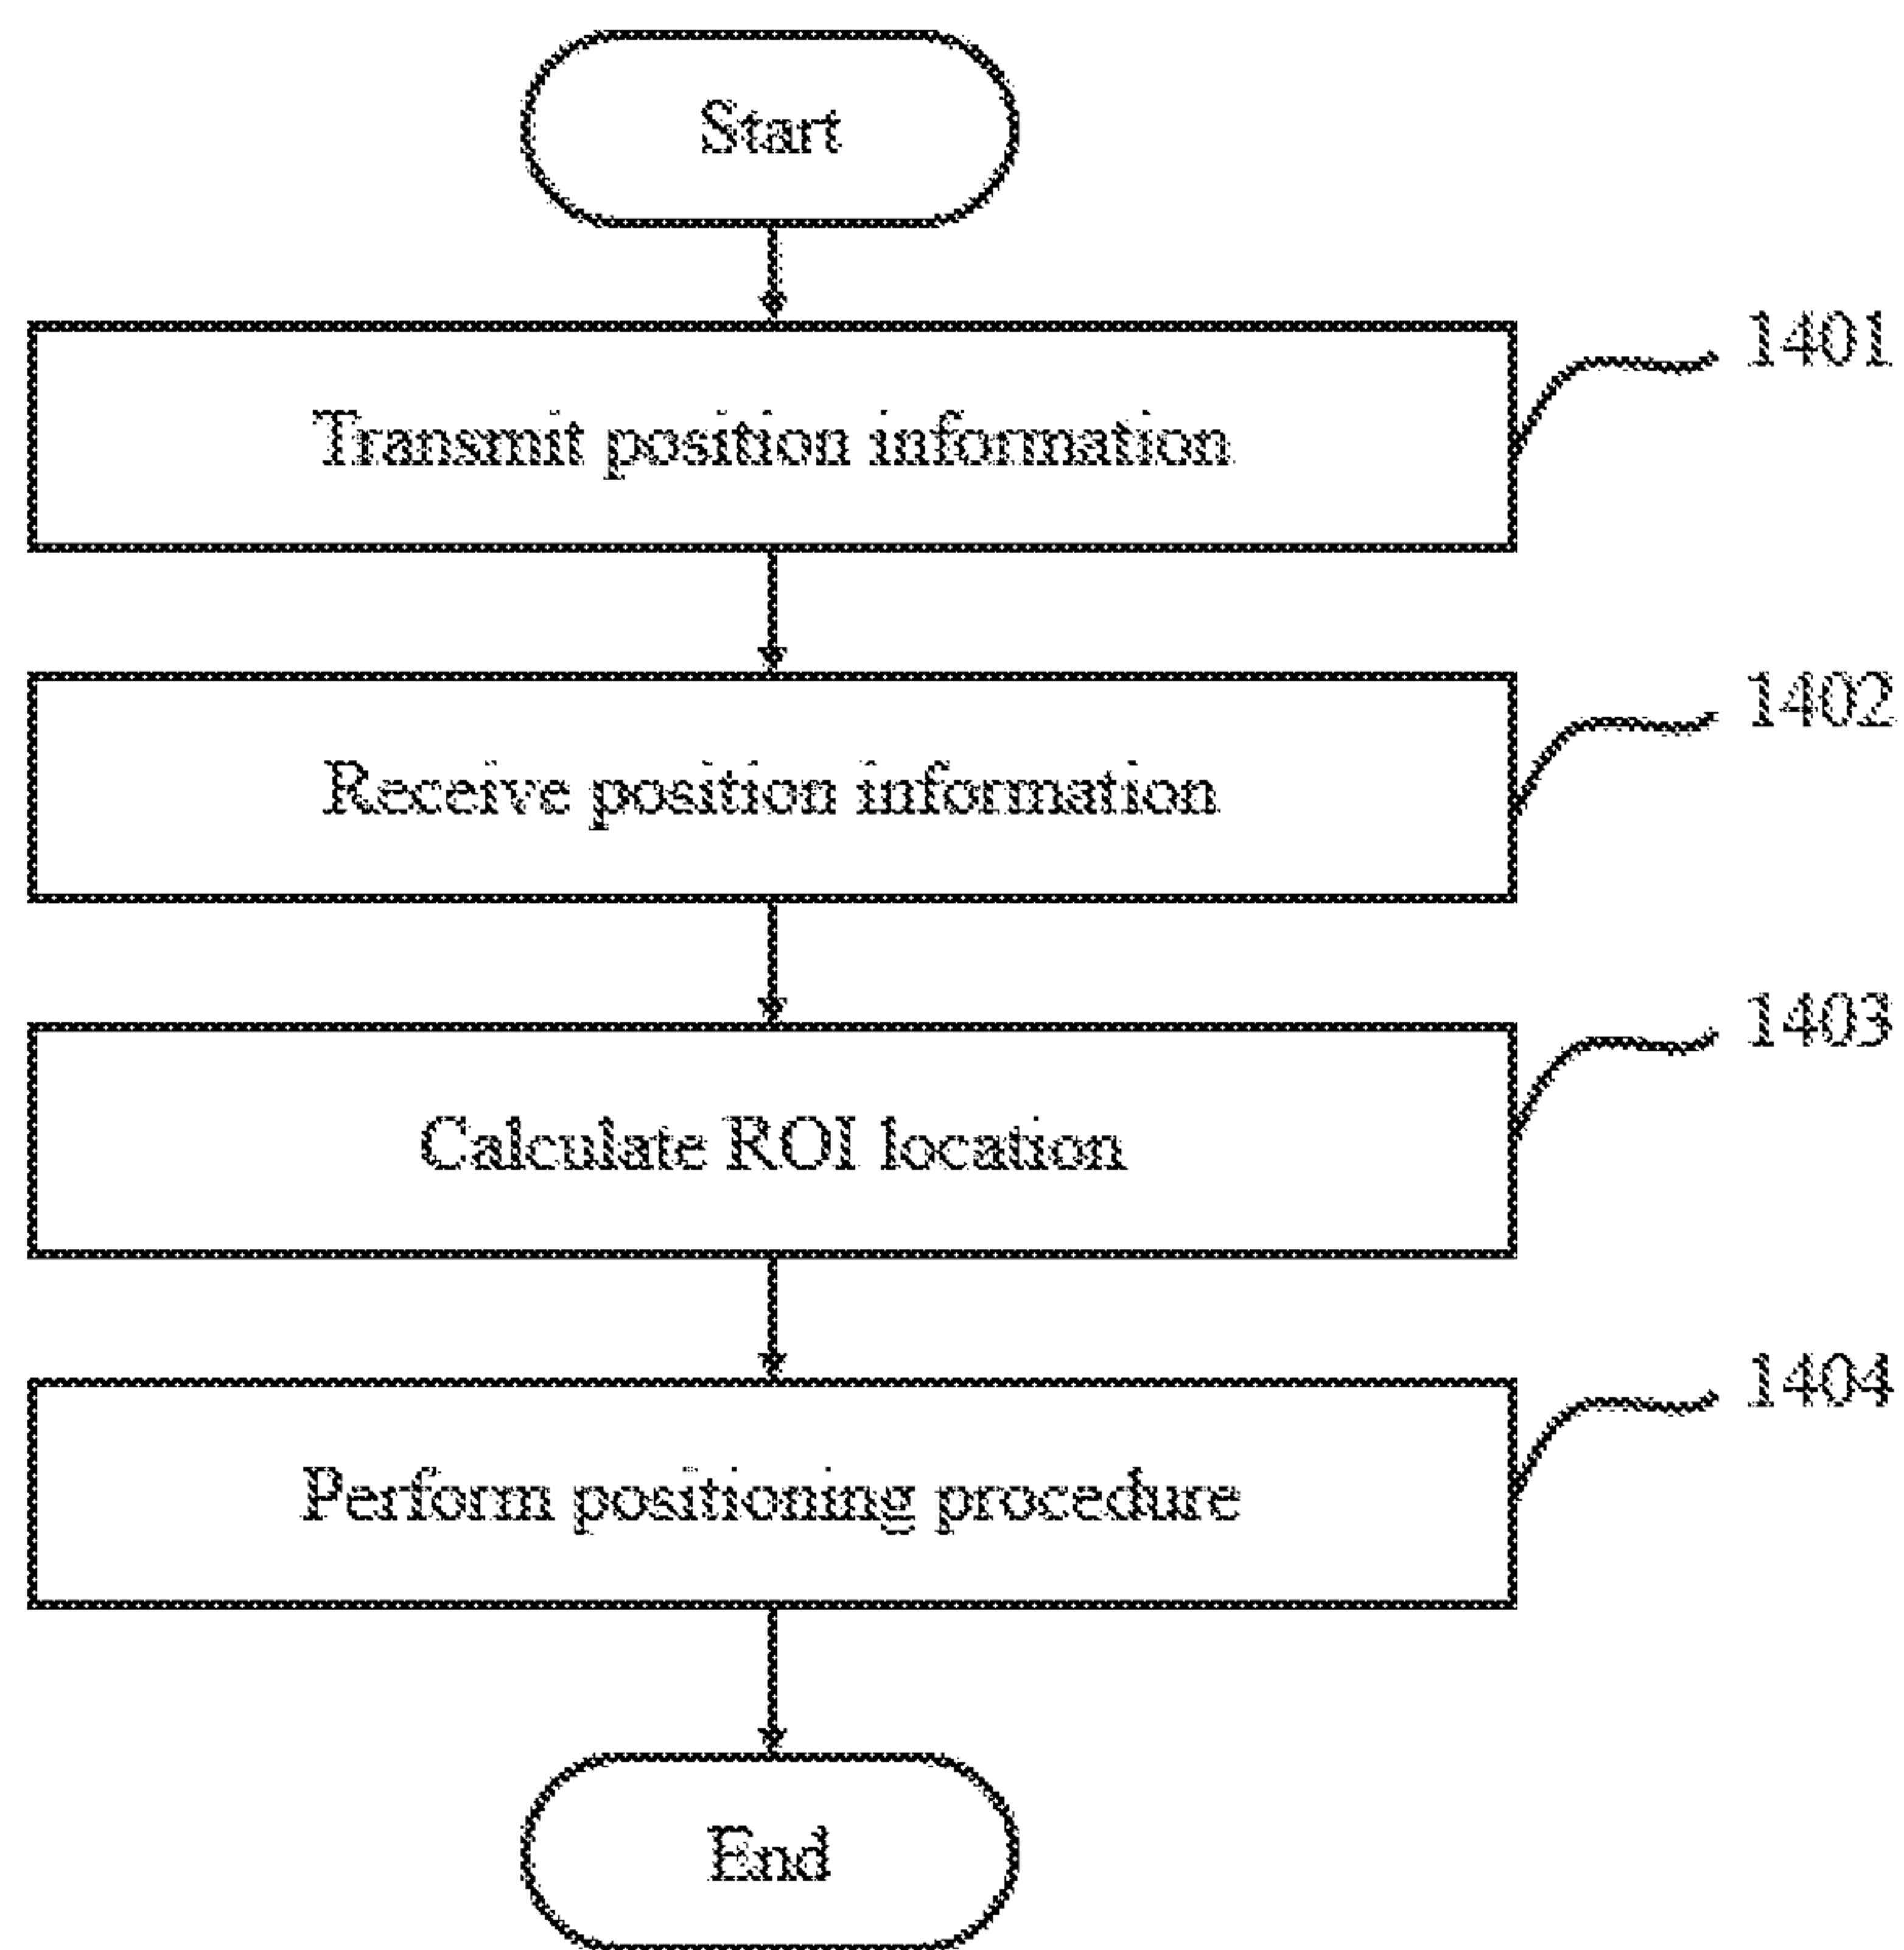 Start
1401
Transmit position information
1402
Receive position information
1403
Calculate ROI location
1404
Perform positioning procedure
End